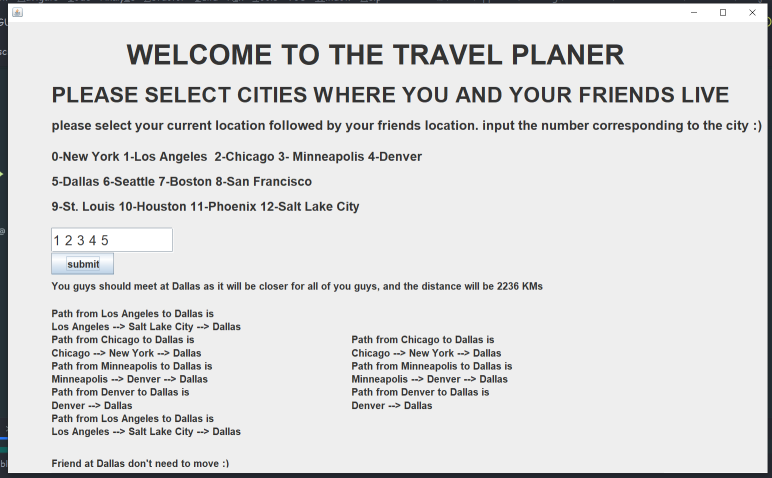 WELCOME TO THE TRAVEL PLANER
PLEASE SELECT CITIES WHERE YOU AND YOUR FRIENDS LIVE
please select your current location followed by your friends location. input the number corresponding to the city :)
0-New York 1-Los Angeles  2-Chicago 3- Minneapolis 4-Denver
5-Dallas 6-Seattle 7-Boston 8-San Francisco
9-St. Louis 10-Houston 11-Phoenix 12-Salt Lake City
1 2 3 4 5
submit
You guys should meet at Dallas as it will be closer for all of you guys, and the distance will be 2236 KMs
Path from Los Angeles to Dallas is
Los Angeles --> Salt Lake City --> Dallas
Path from Chicago to Dallas is
Chicago --> New York --> Dallas
Path from Minneapolis to Dallas is
Minneapolis --> Denver --> Dallas
Path from Denver to Dallas is
Denver --> Dallas
Path from Los Angeles to Dallas is
Los Angeles --> Salt Lake City --> Dallas
Path from Chicago to Dallas is
Chicago --> New York --> Dallas
Path from Minneapolis to Dallas is
Minneapolis --> Denver --> Dallas
Path from Denver to Dallas is
Denver --> Dallas
Friend at Dallas don't need to move :)